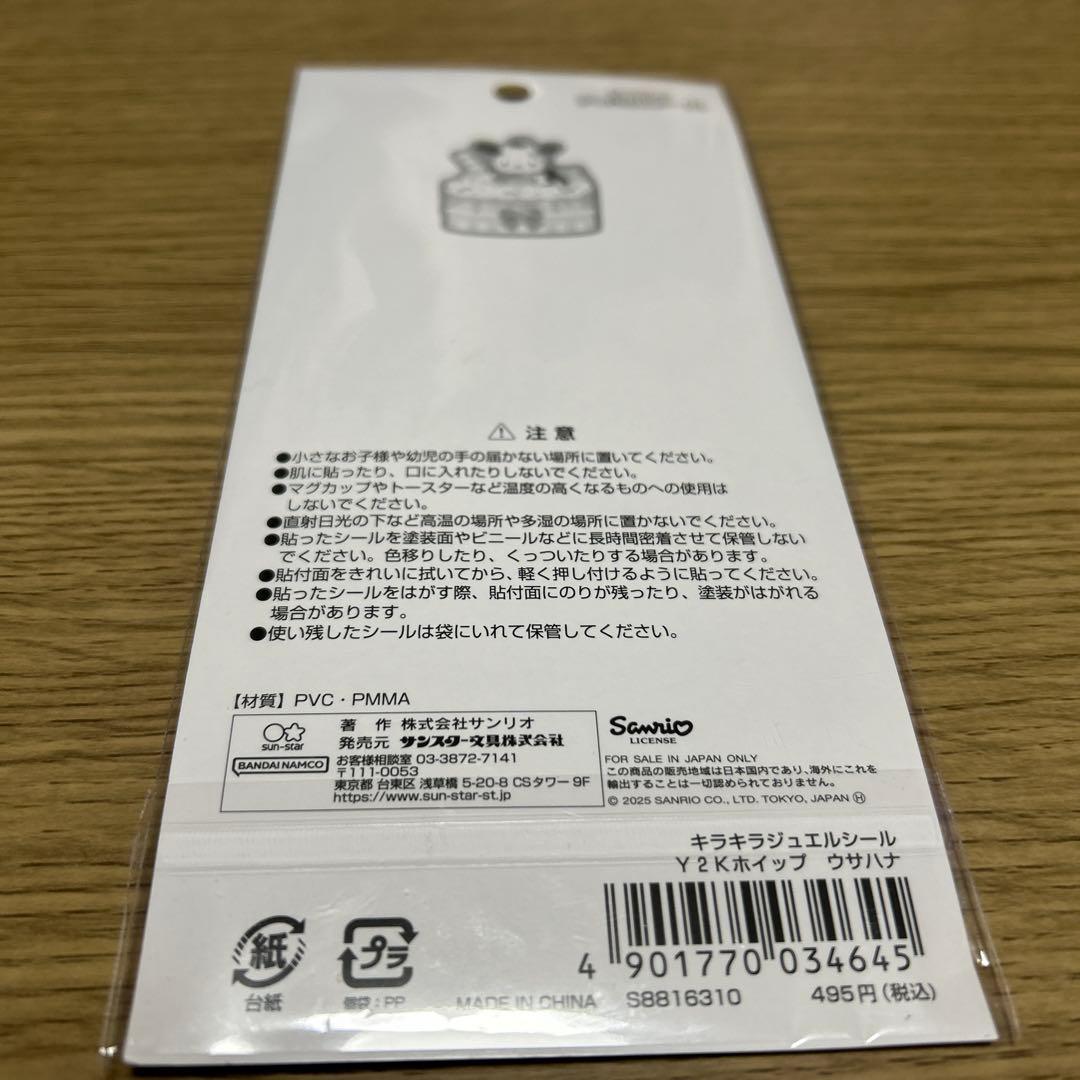 ⚠ 注意
●小さなお子様や幼児の手の届かない場所に置いてください。
●肌に貼ったり、口に入れたりしないでください。
●マグカップやトースターなど温度の高くなるものへの使用は
しないでください。
●直射日光の下など高温の場所や多湿の場所に置かないでください。
●貼ったシールを塗装面やビニールなどに長時間密着させて保管しない
でください。色移りしたり、くっついたりする場合があります。
●貼付面をきれいに拭いてから、軽く押し付けるように貼ってください。
●貼ったシールをはがす際、貼付面にのりが残ったり、塗装がはがれる
場合があります。
●使い残したシールは袋にいれて保管してください。
【材質】PVC・PMMA
sun-star
BANDAI NAMCO
著 作 株式会社サンリオ
発売元 サンスター文具株式会社
お客様相談室 03-3872-7141
〒111-0053
東京都 台東区 浅草橋 5-20-8 CSタワー 9F
https://www.sun-star-st.jp
Sanrio
LICENSE
FOR SALE IN JAPAN ONLY
この商品の販売地域は日本国内であり、海外にこれを
輸出することは一切認められておりません。
© 2025 SANRIO CO., LTD. TOKYO, JAPAN Ⓗ
キラキラジュエルシール
Y2Kホイップ ウサハナ
紙
台紙
プラ
個袋:PP
MADE IN CHINA
4 901770 034645
S8816310 495円(税込)